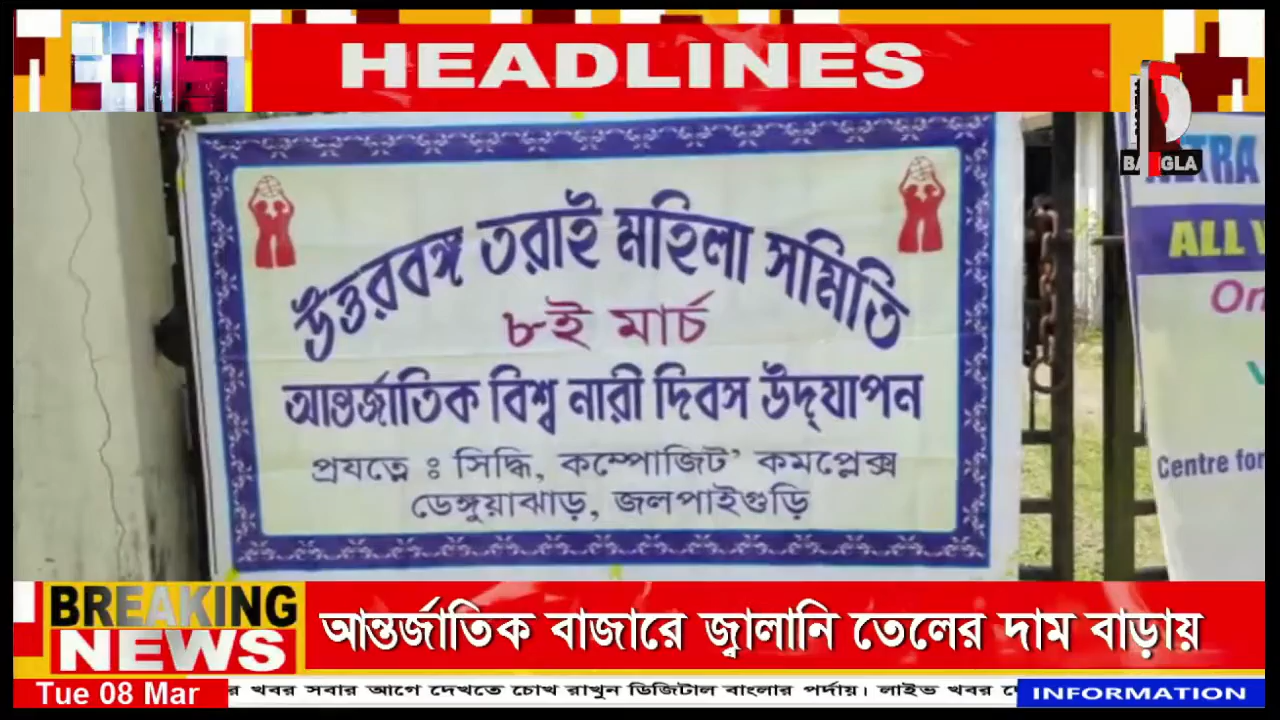 HEADLINES
BANGLA
উত্তরবঙ্গ তরাই মহিলা সমিতি
৮ই মার্চ
আন্তর্জাতিক বিশ্ব নারী দিবস উদ্‌যাপন
প্রযত্নে ঃ সিদ্ধি, কম্পোজিট' কমপ্লেক্স
ডেঙ্গুয়াঝাড়, জলপাইগুড়ি
ALL
On
Centre for
BREAKING NEWS
আন্তর্জাতিক বাজারে জ্বালানি তেলের দাম বাড়ায়
Tue 08 Mar
খবর সবার আগে দেখতে চোখ রাখুন ডিজিটাল বাংলার পর্দায়। লাইভ খবর
INFORMATION